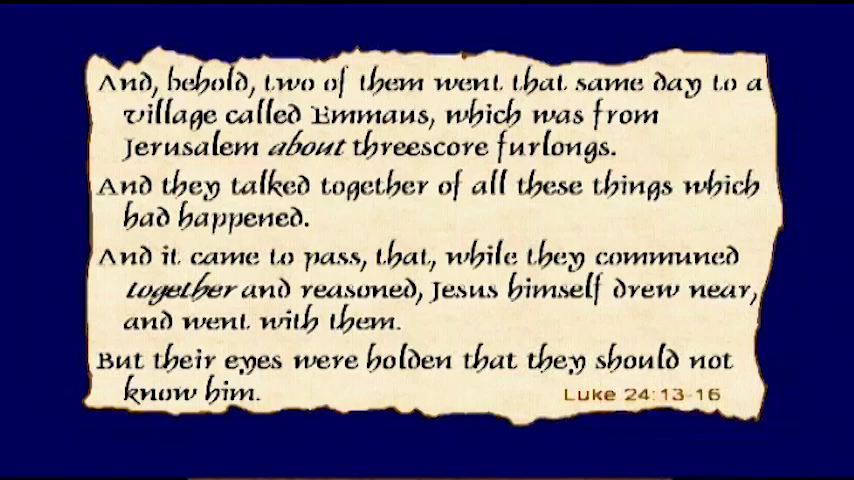 And, behold, two of them went that same day to a
village called Emmaus, which was from
Jerusalem about threescore furlongs.
And they talked together of all these things which
had happened.
And it came to pass, that, while they communed
together and reasoned, Jesus himself drew near,
and went with them.
But their eyes were holden that they should not
know him.
Luke 24:13-16